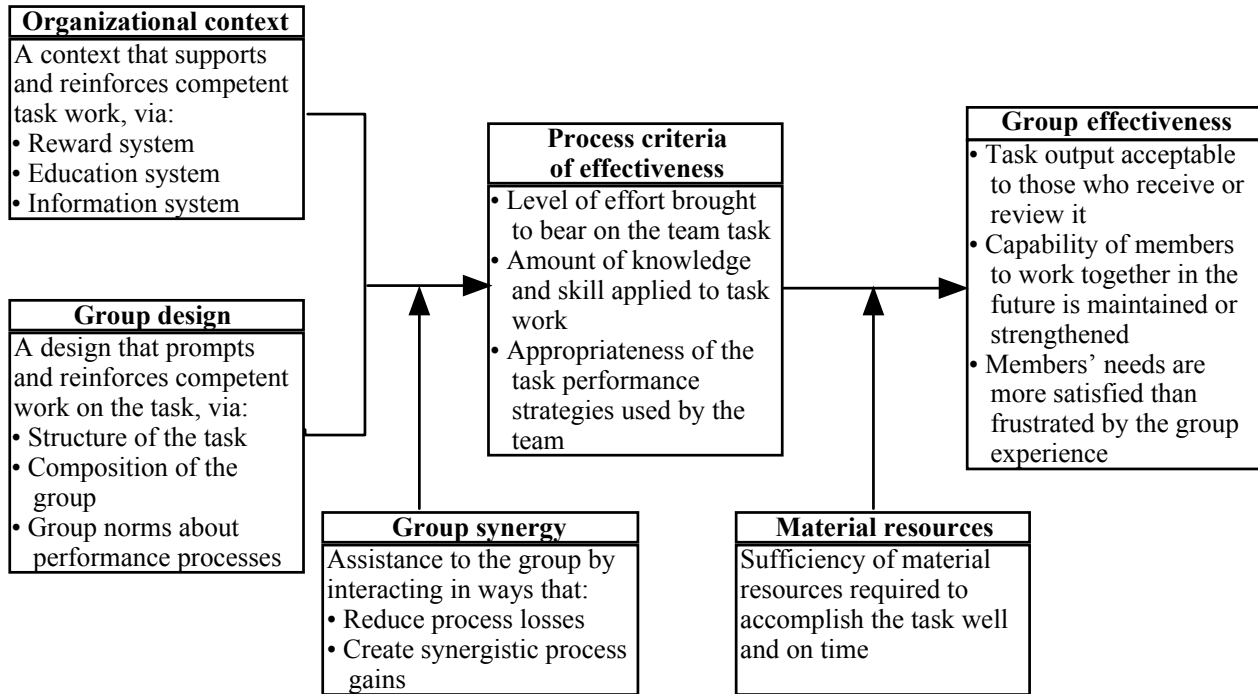 Organizational context
A context that supports
and reinforces competent
task work, via:
• Reward system
• Education system
• Information system
Group design
A design that prompts
and reinforces competent
work on the task, via:
• Structure of the task
• Composition of the
group
• Group norms about
performance processes
Process criteria
of effectiveness
• Level of effort brought
to bear on the team task
• Amount of knowledge
and skill applied to task
work
• Appropriateness of the
task performance
strategies used by the
team
Group synergy
Assistance to the group by
interacting in ways that:
• Reduce process losses
• Create synergistic process
gains
Material resources
Sufficiency of material
resources required to
accomplish the task well
and on time
Group effectiveness
• Task output acceptable
to those who receive or
review it
• Capability of members
to work together in the
future is maintained or
strengthened
• Members’ needs are
more satisfied than
frustrated by the group
experience